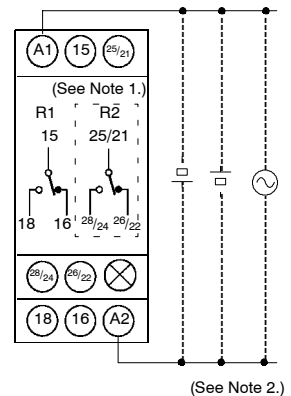 A1 15 25/21
(See Note 1.)
R1 R2
15 25/21
18 16 28/24 26/22
28/24 26/22
18 16 A2
(See Note 2.)